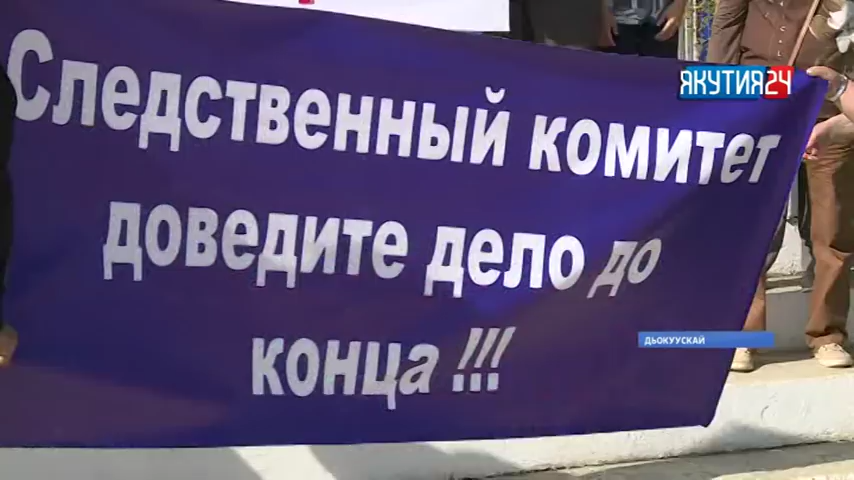 ЯКУТИЯ24
Следственный комитет
доведите дело до
конца !!!
ДЬОКУУСКАЙ